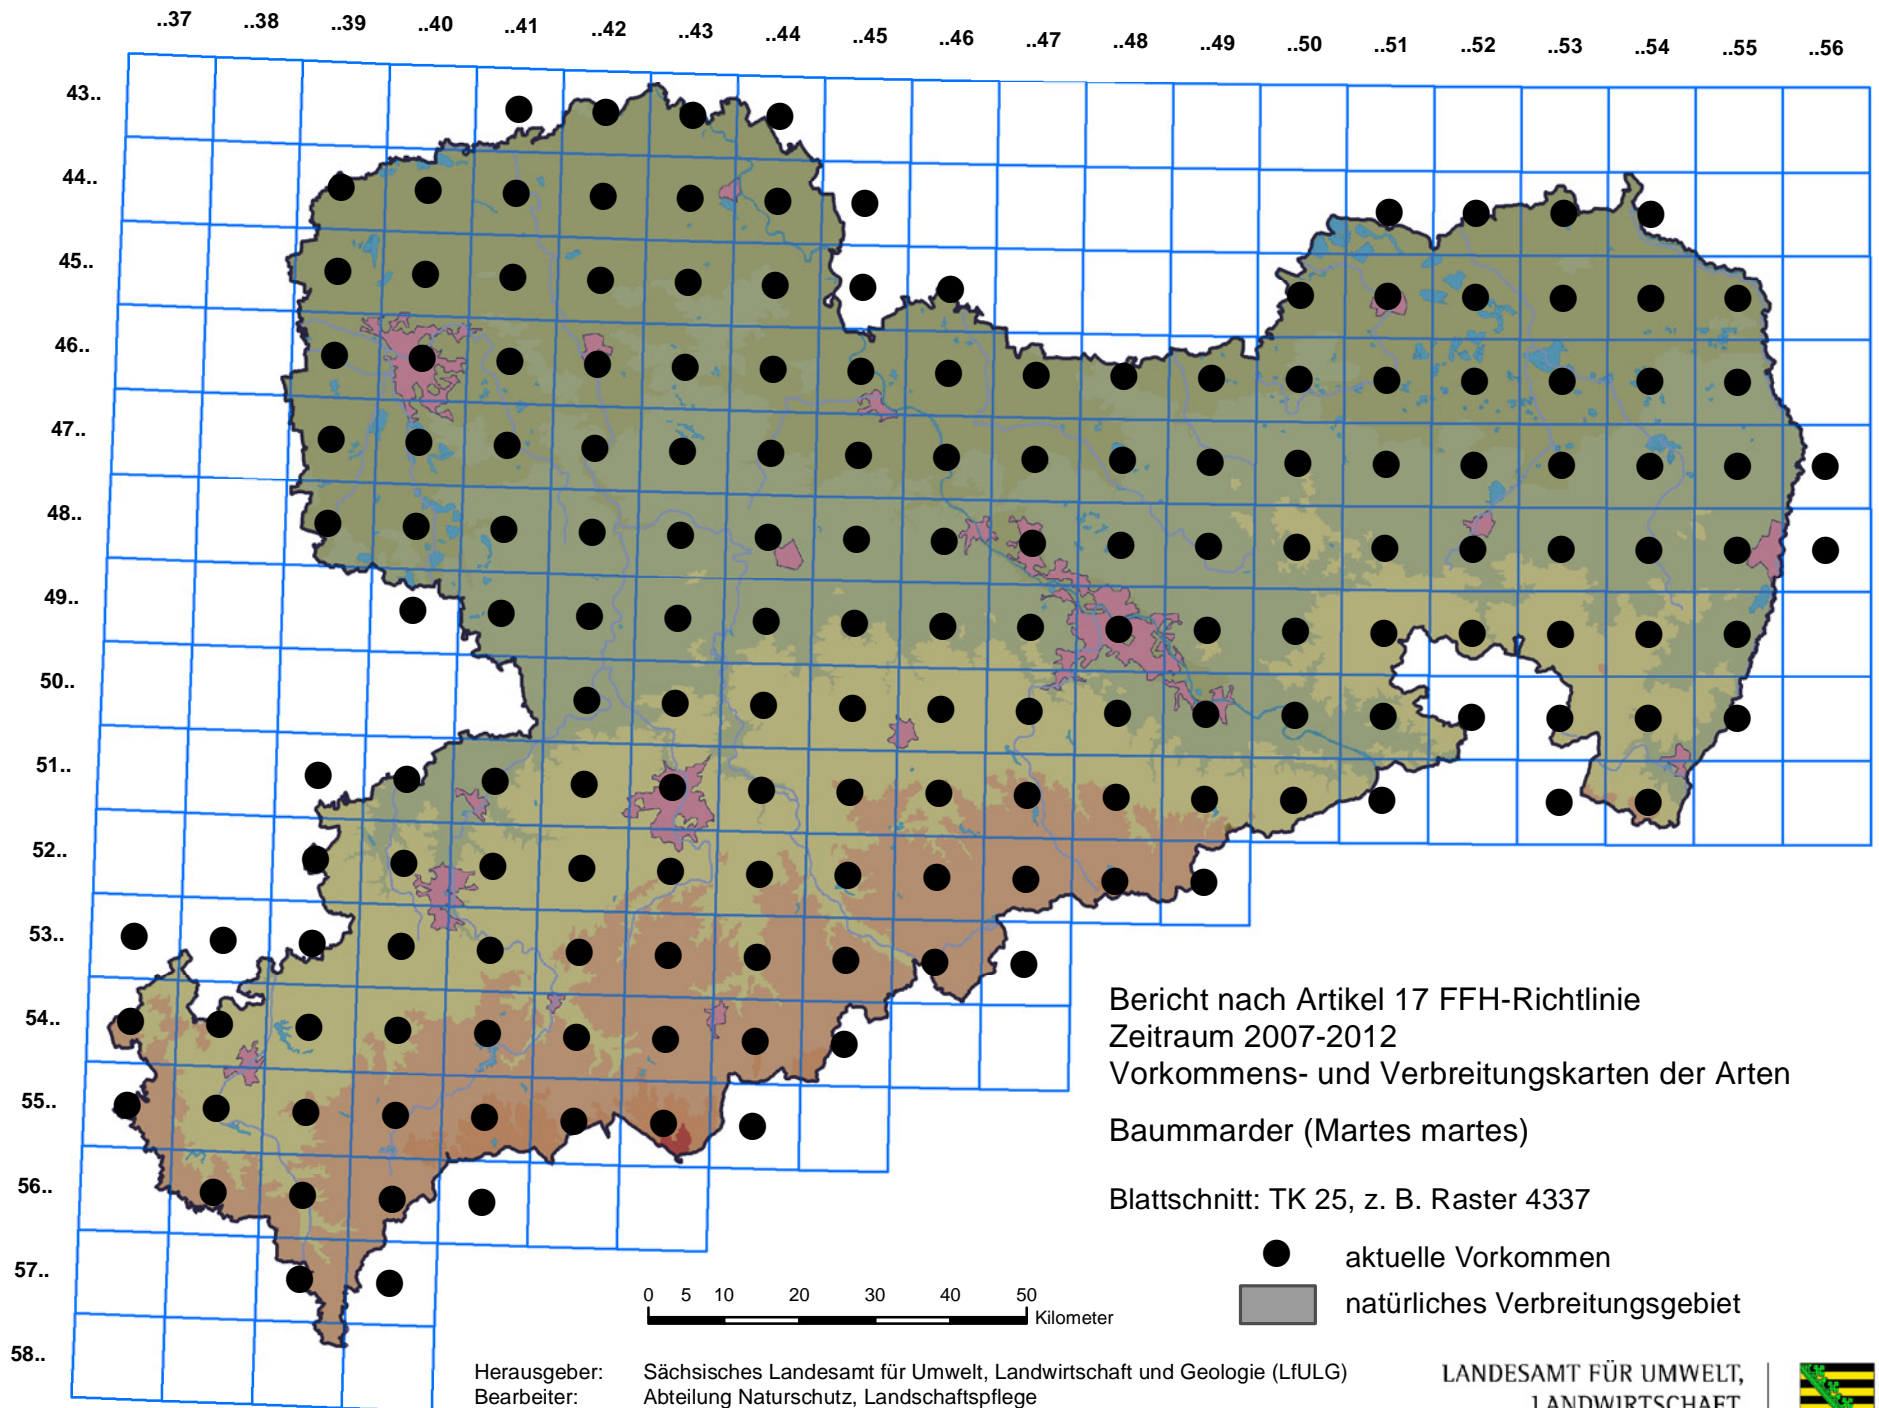 ..37 ..38 ..39 ..40 ..41 ..42 ..43 ..44 ..45 ..46 ..47 ..48 ..49 ..50 ..51 ..52 ..53 ..54 ..55 ..56
43..
44..
45..
46..
47..
48..
49..
50..
51..
52..
53..
54..
55..
56..
57..
58..
Bericht nach Artikel 17 FFH-Richtlinie
Zeitraum 2007-2012
Vorkommens- und Verbreitungskarten der Arten
Baummarder (Martes martes)
Blattschnitt: TK 25, z. B. Raster 4337
aktuelle Vorkommen
natürliches Verbreitungsgebiet
0 5 10 20 30 40 50
Kilometer
Herausgeber: Sächsisches Landesamt für Umwelt, Landwirtschaft und Geologie (LfULG)
Bearbeiter: Abteilung Naturschutz, Landschaftspflege
LANDESAMT FÜR UMWELT,
LANDWIRTSCHAFT